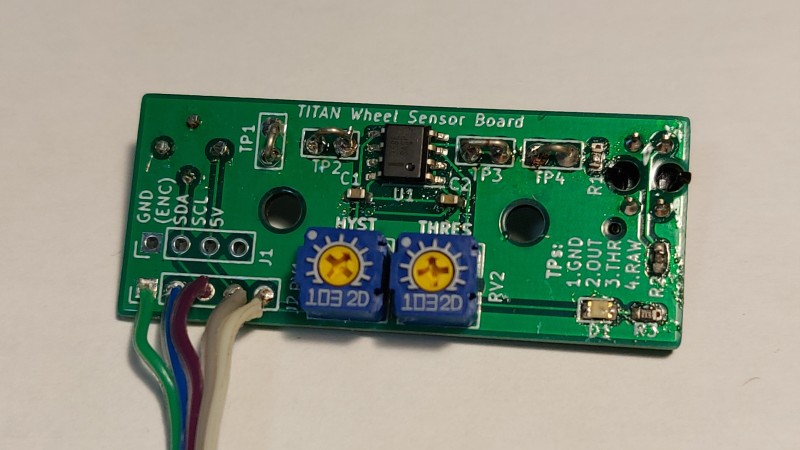 TITAN Wheel Sensor Board
TP1
TP2
TP3
TP4
C1
U1
C2
GND
(ENC)
SDA
SCL
5V
J1
HYST
THRES
103 2D
103 2D
RV2
TPs:
1.GND
2.OUT
3.THR
4.RAW
R2
R3